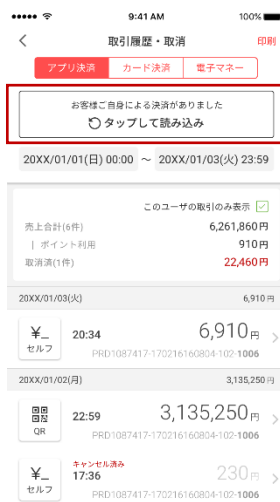 9:41 AM 100%
取引履歴・取消 印刷
アプリ決済 カード決済 電子マネー
お客様ご自身による決済がありました
タップして読み込み
20XX/01/01(日) 00:00 ～ 20XX/01/03(火) 23:59
このユーザの取引のみ表示
売上合計(6件) 6,261,860円
| ポイント利用 910円
取消済(1件) 22,460円
20XX/01/03(火) 6,910円
¥_ 20:34 6,910円
セルフ PRD1087417-170216160804-102-1006
20XX/01/02(月) 3,135,250円
22:59 3,135,250円
QR PRD1087417-170216160804-102-1006
キャンセル済み
¥_ 17:36 230円
セルフ PRD1087417-170216160804-102-1006